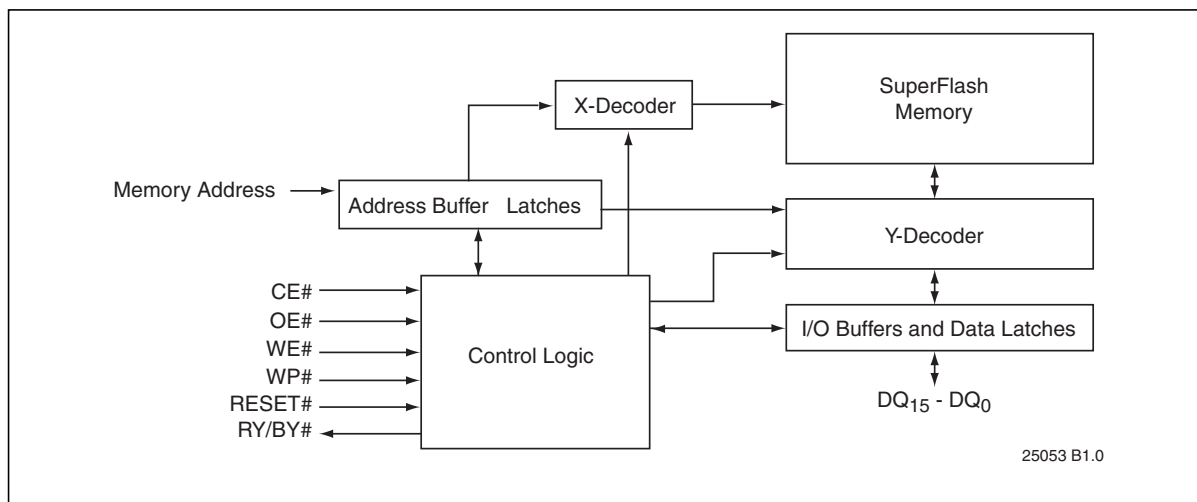 SuperFlash
Memory
X-Decoder
Memory Address
Address Buffer Latches
Y-Decoder
CE#
OE#
WE#
WP#
RESET#
RY/BY#
Control Logic
I/O Buffers and Data Latches
DQ15 - DQ0
25053 B1.0